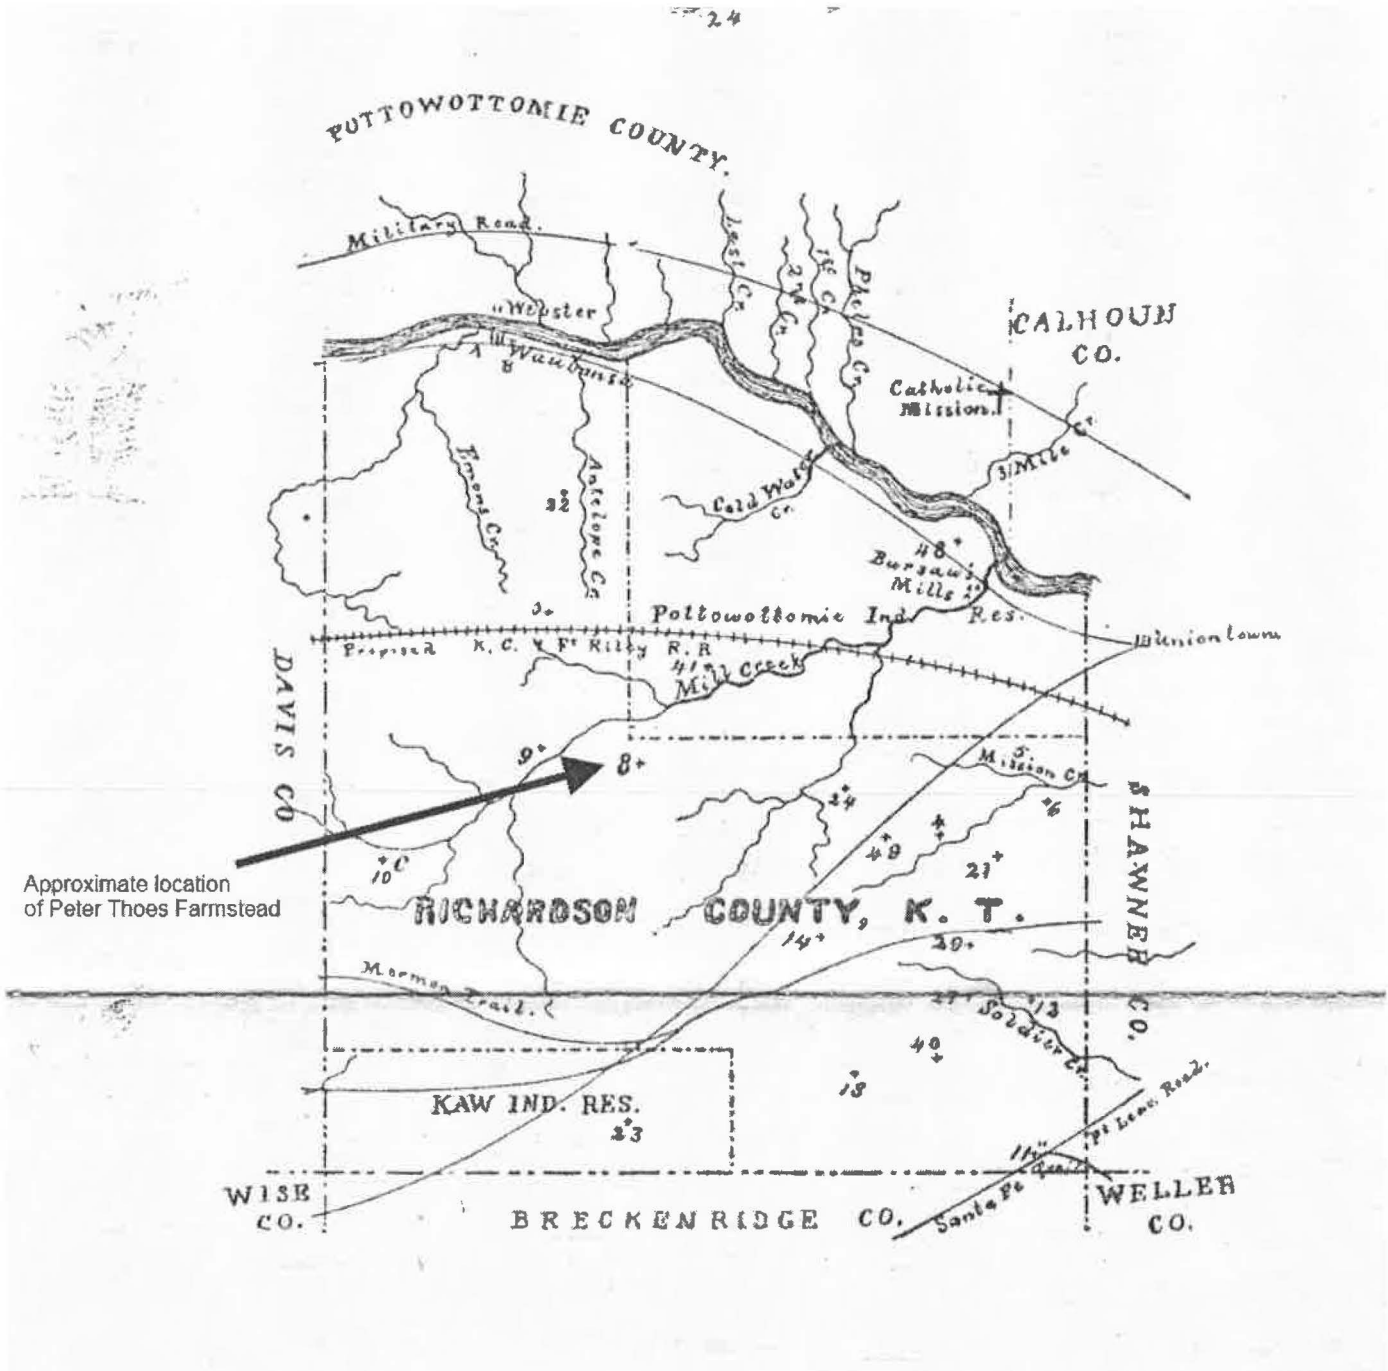 24
POTTOWOTTOMIE COUNTY.
Military Road.
Lost Cr.
2nd Cr.
1st Cr.
Phelps Cr.
Webster
CALHOUN
CO.
A
B
Waubonsa
Catholic
Mission.
3 Mile Cr
Emons Cr.
32
Antelope Cr.
Cold Water
Cr.
48
Bursaw's
Mills
Pottowottomie Ind. Res.
Uniontown
Proposed K. C. & Ft Riley R. R
41
Mill Creek
DAVIS CO
9
8
5
Mission Cr
6
24
4
49
21
10
C
Approximate location
of Peter Thoes Farmstead
RICHARDSON COUNTY, K. T.
14
20
SHAWNEE CO.
Mormon Trail.
27
12
Soldier Cr.
40
13
KAW IND. RES.
23
Ft Leav. Road.
11
Santa Fe
WISE
CO.
BRECKENRIDGE CO.
WELLER
CO.